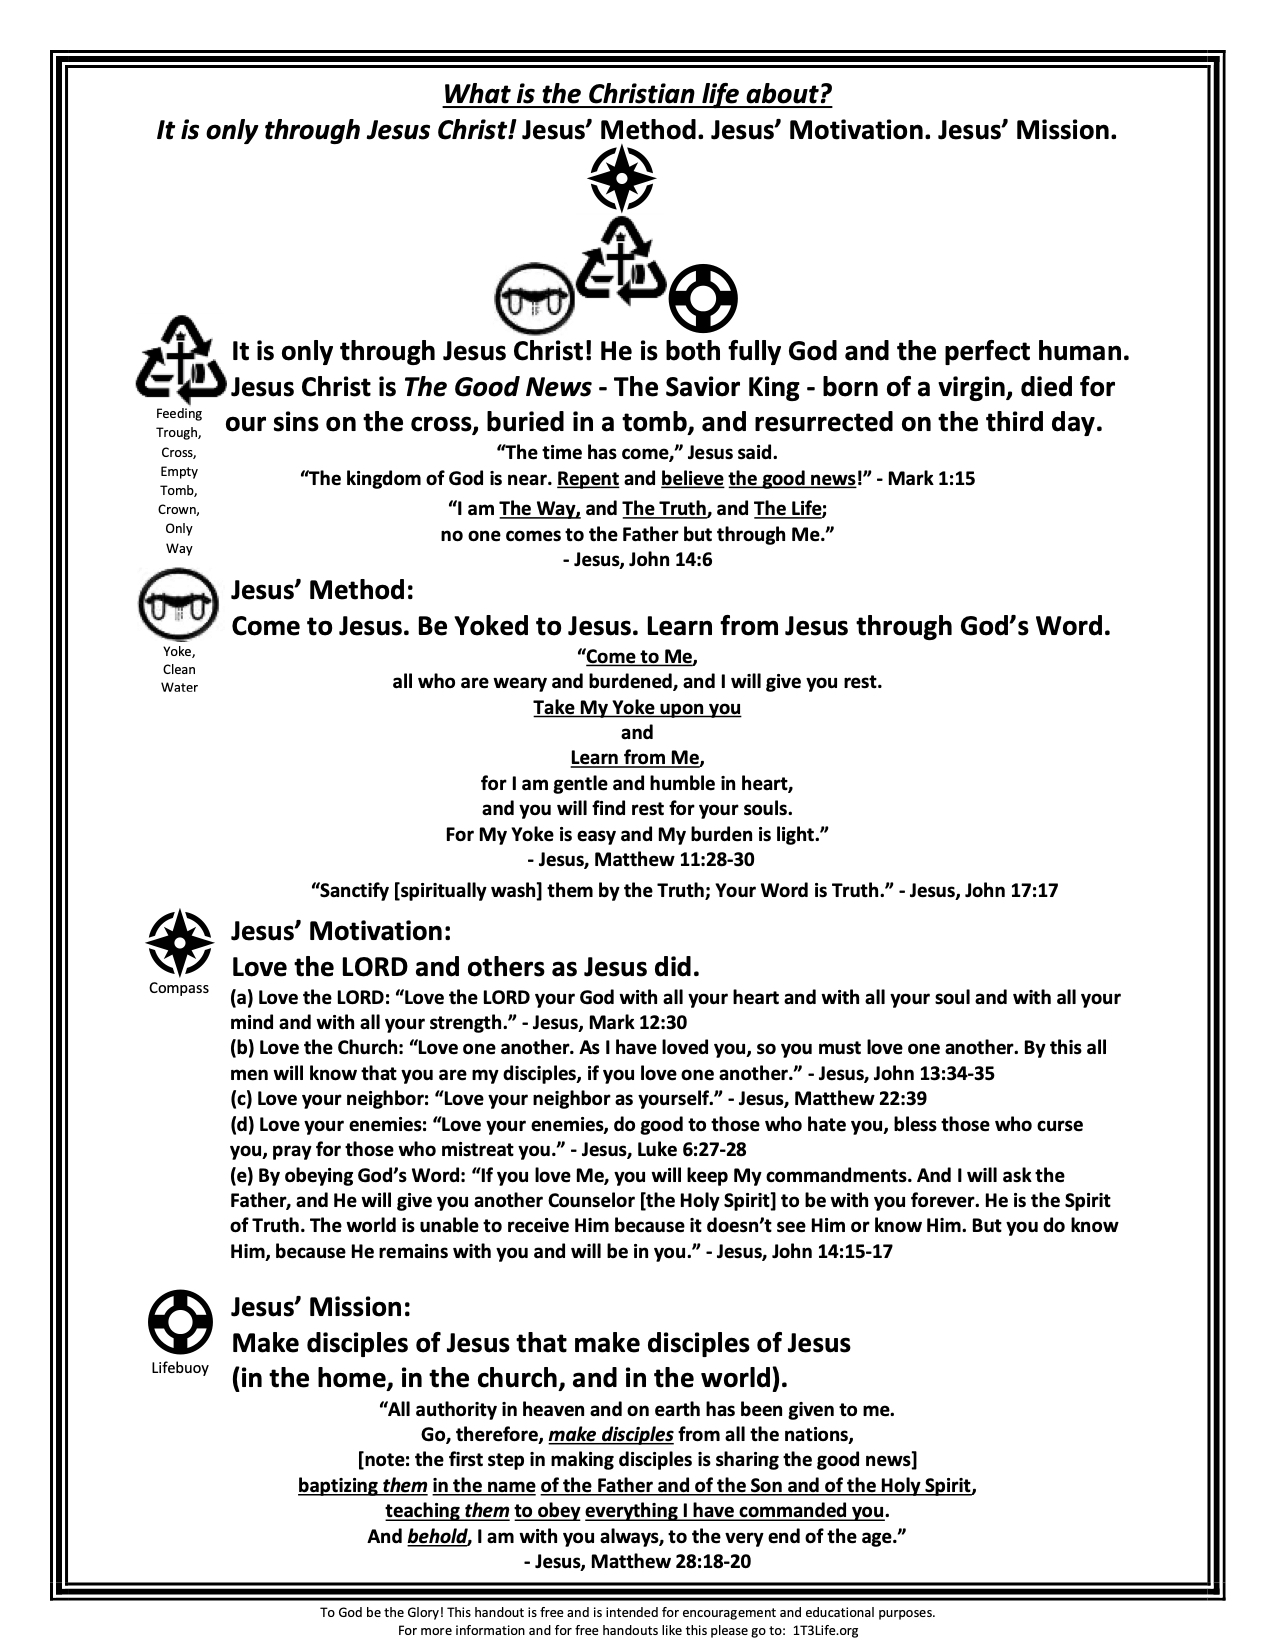 What is the Christian life about?
It is only through Jesus Christ! Jesus’ Method. Jesus’ Motivation. Jesus’ Mission.
It is only through Jesus Christ! He is both fully God and the perfect human.
Jesus Christ is The Good News - The Savior King - born of a virgin, died for
our sins on the cross, buried in a tomb, and resurrected on the third day.
Feeding
Trough,
Cross,
Empty
Tomb,
Crown,
Only
Way
“The time has come,” Jesus said.
“The kingdom of God is near. Repent and believe the good news!” - Mark 1:15
“I am The Way, and The Truth, and The Life;
no one comes to the Father but through Me.”
- Jesus, John 14:6
Jesus’ Method:
Come to Jesus. Be Yoked to Jesus. Learn from Jesus through God’s Word.
Yoke,
Clean
Water
“Come to Me,
all who are weary and burdened, and I will give you rest.
Take My Yoke upon you
and
Learn from Me,
for I am gentle and humble in heart,
and you will find rest for your souls.
For My Yoke is easy and My burden is light.”
- Jesus, Matthew 11:28-30
“Sanctify [spiritually wash] them by the Truth; Your Word is Truth.” - Jesus, John 17:17
Jesus’ Motivation:
Love the LORD and others as Jesus did.
Compass
(a) Love the LORD: “Love the LORD your God with all your heart and with all your soul and with all your
mind and with all your strength.” - Jesus, Mark 12:30
(b) Love the Church: “Love one another. As I have loved you, so you must love one another. By this all
men will know that you are my disciples, if you love one another.” - Jesus, John 13:34-35
(c) Love your neighbor: “Love your neighbor as yourself.” - Jesus, Matthew 22:39
(d) Love your enemies: “Love your enemies, do good to those who hate you, bless those who curse
you, pray for those who mistreat you.” - Jesus, Luke 6:27-28
(e) By obeying God’s Word: “If you love Me, you will keep My commandments. And I will ask the
Father, and He will give you another Counselor [the Holy Spirit] to be with you forever. He is the Spirit
of Truth. The world is unable to receive Him because it doesn’t see Him or know Him. But you do know
Him, because He remains with you and will be in you.” - Jesus, John 14:15-17
Jesus’ Mission:
Make disciples of Jesus that make disciples of Jesus
(in the home, in the church, and in the world).
Lifebuoy
“All authority in heaven and on earth has been given to me.
Go, therefore, make disciples from all the nations,
[note: the first step in making disciples is sharing the good news]
baptizing them in the name of the Father and of the Son and of the Holy Spirit,
teaching them to obey everything I have commanded you.
And behold, I am with you always, to the very end of the age.”
- Jesus, Matthew 28:18-20
To God be the Glory! This handout is free and is intended for encouragement and educational purposes.
For more information and for free handouts like this please go to: 1T3Life.org